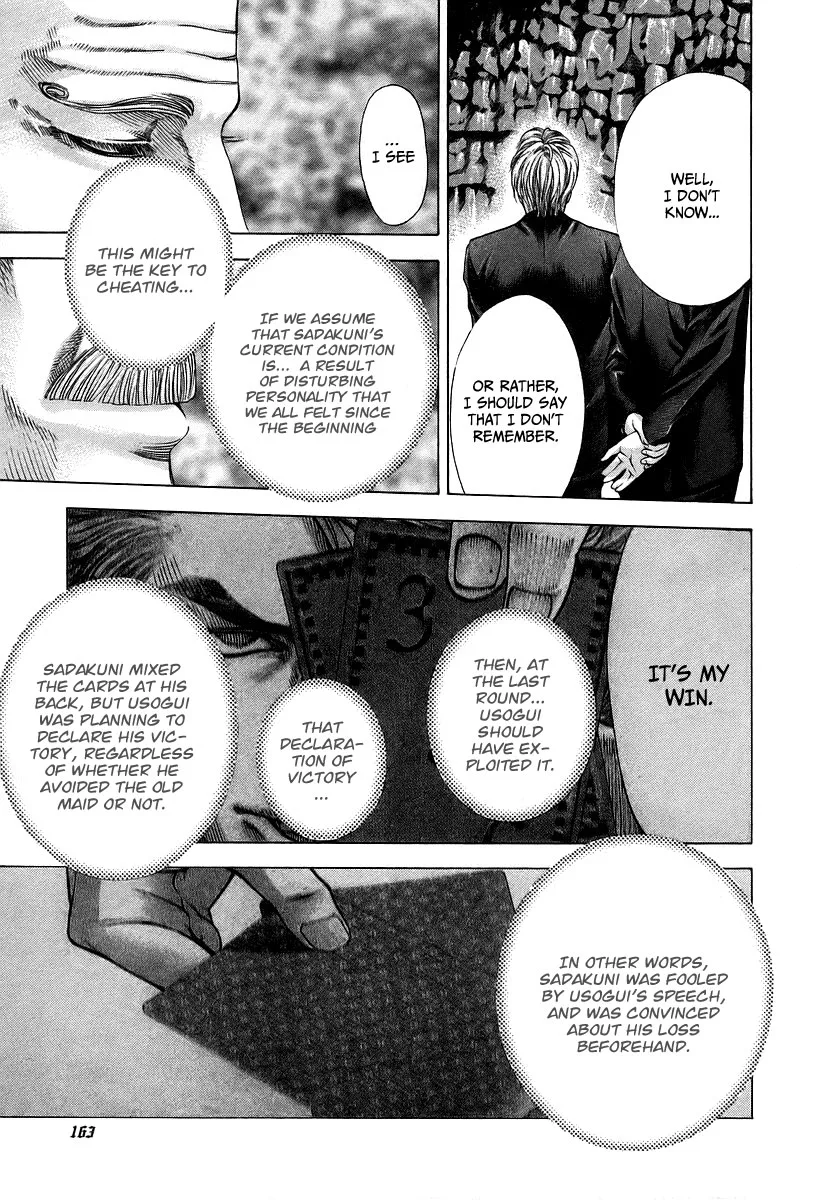 WELL,
I DON'T
KNOW...
OR RATHER,
I SHOULD SAY
THAT I DON'T
REMEMBER.
...
I SEE
IF WE ASSUME
THAT SADAKUNI'S
CURRENT CONDITION
IS... A RESULT
OF DISTURBING
PERSONALITY THAT
WE ALL FELT SINCE
THE BEGINNING
THIS MIGHT
BE THE KEY TO
CHEATING...
IT'S MY
WIN.
THEN, AT
THE LAST
ROUND...
USOGUI
SHOULD
HAVE EX-
PLOITED IT.
THAT
DECLARA-
TION OF
VICTORY
...
SADAKUNI MIXED
THE CARDS AT HIS
BACK, BUT USOGUI
WAS PLANNING TO
DECLARE HIS VIC-
TORY, REGARDLESS
OF WHETHER HE
AVOIDED THE OLD
MAID OR NOT.
3
IN OTHER WORDS,
SADAKUNI WAS FOOLED
BY USOGUI'S SPEECH,
AND WAS CONVINCED
ABOUT HIS LOSS
BEFOREHAND.
163